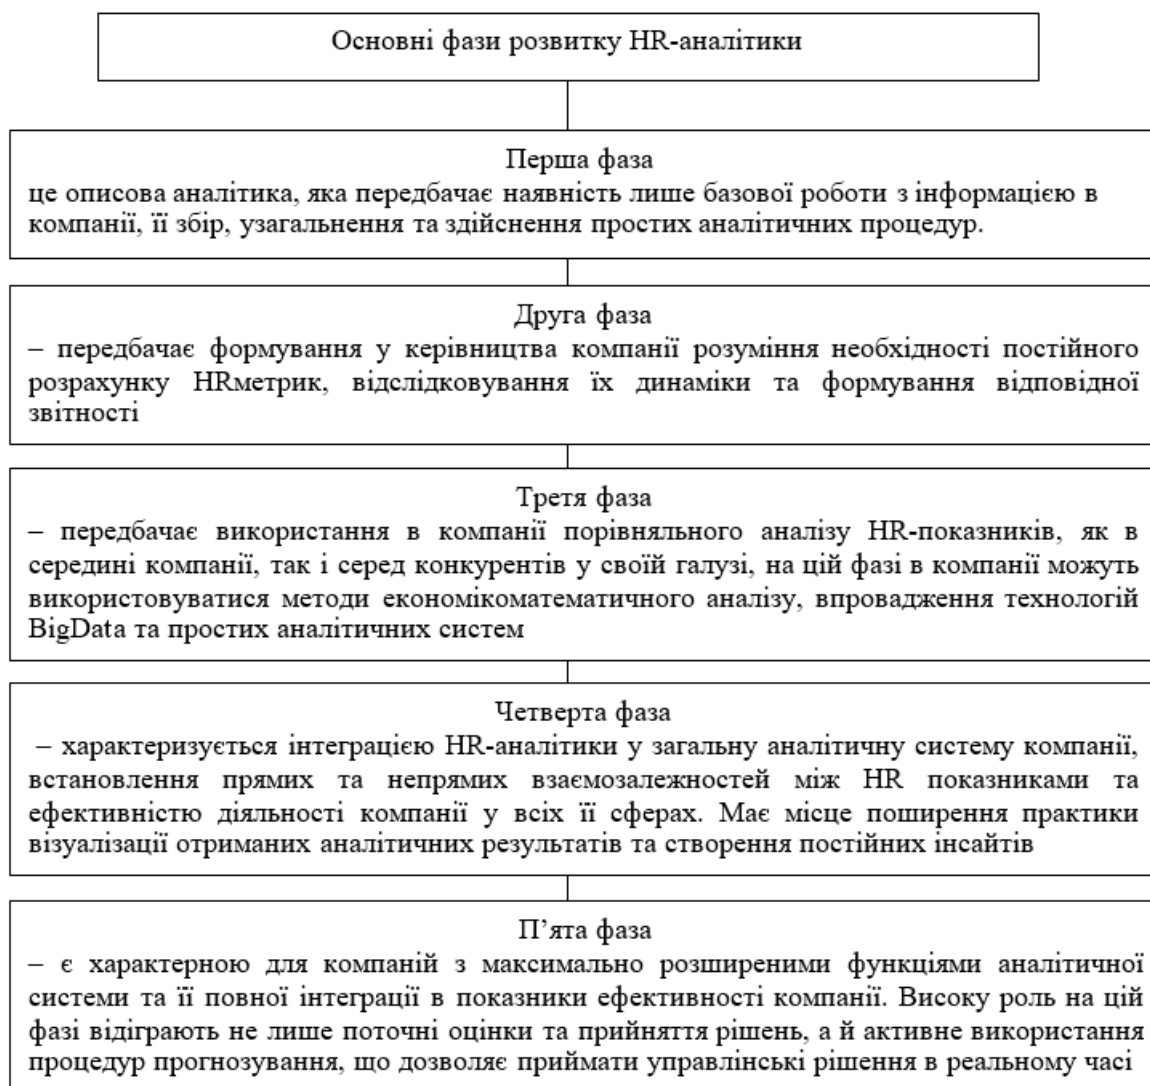 Основні фази розвитку HR-аналітики
Перша фаза
це описова аналітика, яка передбачає наявність лише базової роботи з інформацією в
компанії, її збір, узагальнення та здійснення простих аналітичних процедур.
Друга фаза
– передбачає формування у керівництва компанії розуміння необхідності постійного
розрахунку HRметрик, відслідковування їх динаміки та формування відповідної
звітності
Третя фаза
– передбачає використання в компанії порівняльного аналізу HR-показників, як в
середині компанії, так і серед конкурентів у своїй галузі, на цій фазі в компанії можуть
використовуватися методи економікоматематичного аналізу, впровадження технологій
BigData та простих аналітичних систем
Четверта фаза
– характеризується інтеграцією HR-аналітики у загальну аналітичну систему компанії,
встановлення прямих та непрямих взаємозалежностей між HR показниками та
ефективністю діяльності компанії у всіх її сферах. Має місце поширення практики
візуалізації отриманих аналітичних результатів та створення постійних інсайтів
П’ята фаза
– є характерною для компаній з максимально розширеними функціями аналітичної
системи та її повної інтеграції в показники ефективності компанії. Високу роль на цій
фазі відіграють не лише поточні оцінки та прийняття рішень, а й активне використання
процедур прогнозування, що дозволяє приймати управлінські рішення в реальному часі